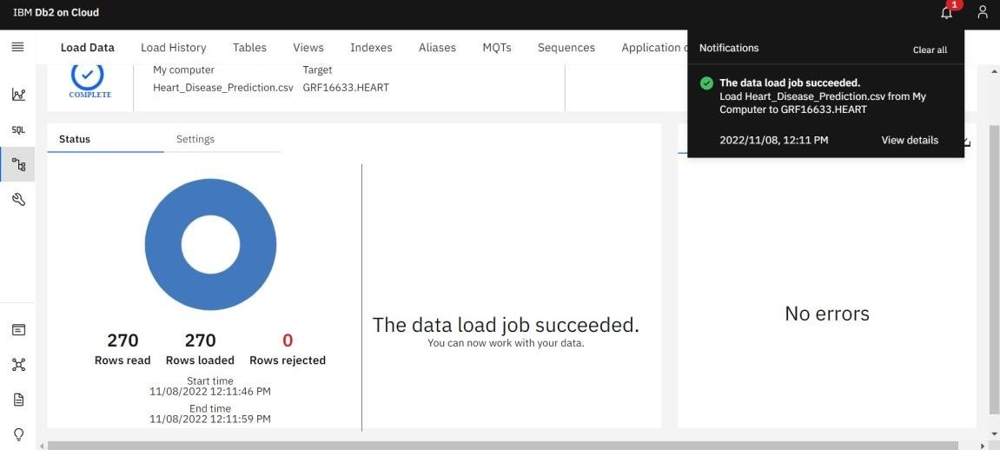 IBM Db2 on Cloud
1
Load Data Load History Tables Views Indexes Aliases MQTs Sequences Application
Notifications
Clear all
The data load job succeeded.
Load Heart_Disease_Prediction.csv from My
Computer to GRF16633.HEART
2022/11/08, 12:11 PM View details
COMPLETE
My computer
Heart_Disease_Prediction.csv
Target
GRF16633.HEART
SQL
Status Settings
270
Rows read
270
Rows loaded
0
Rows rejected
Start time
11/08/2022 12:11:46 PM
End time
11/08/2022 12:11:59 PM
The data load job succeeded.
You can now work with your data.
No errors